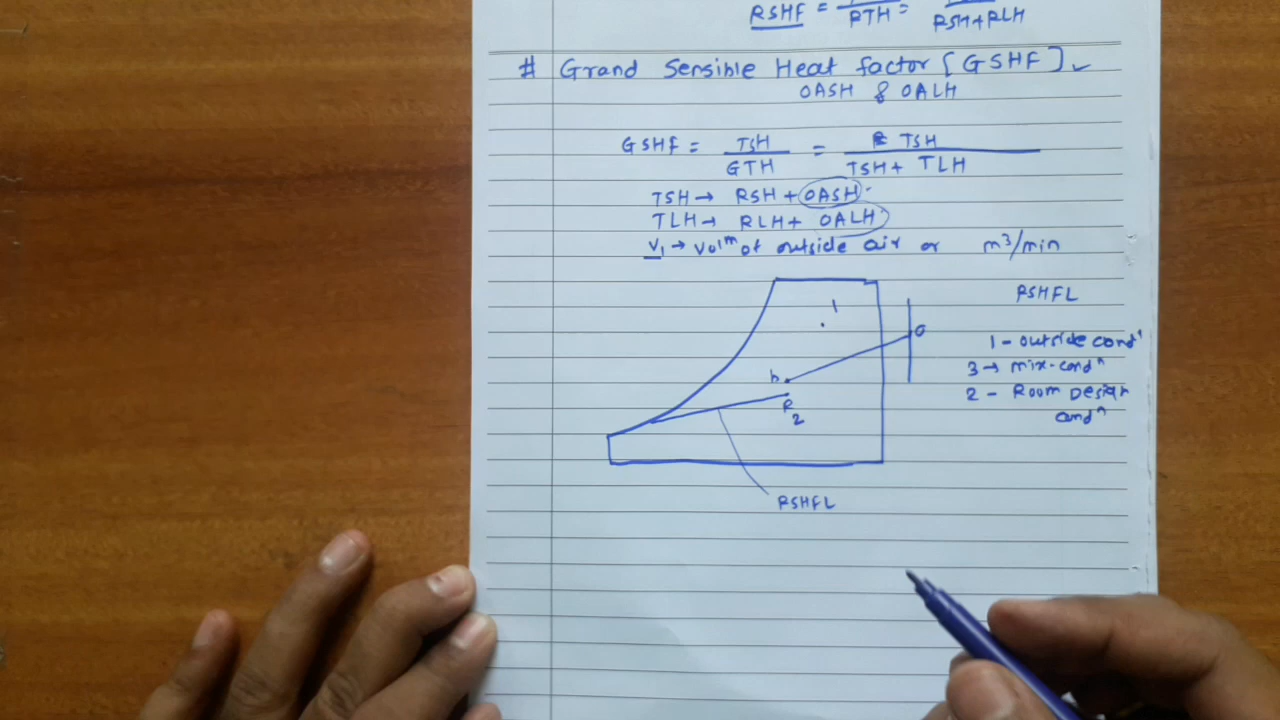 RSHF = RTH = RSH+RLH
# Grand Sensible Heat factor [GSHF]
OASH & OALH
GSHF = TSH = TSH
GTH TSH + TLH
TSH → RSH + OASH
TLH → RLH + OALH
V1 → Volm of outside air or m³/min
RSHFL
1
a
1 - outside condn
h
3 → mix-condn
R
2 - Room Design
2
condn
RSHFL